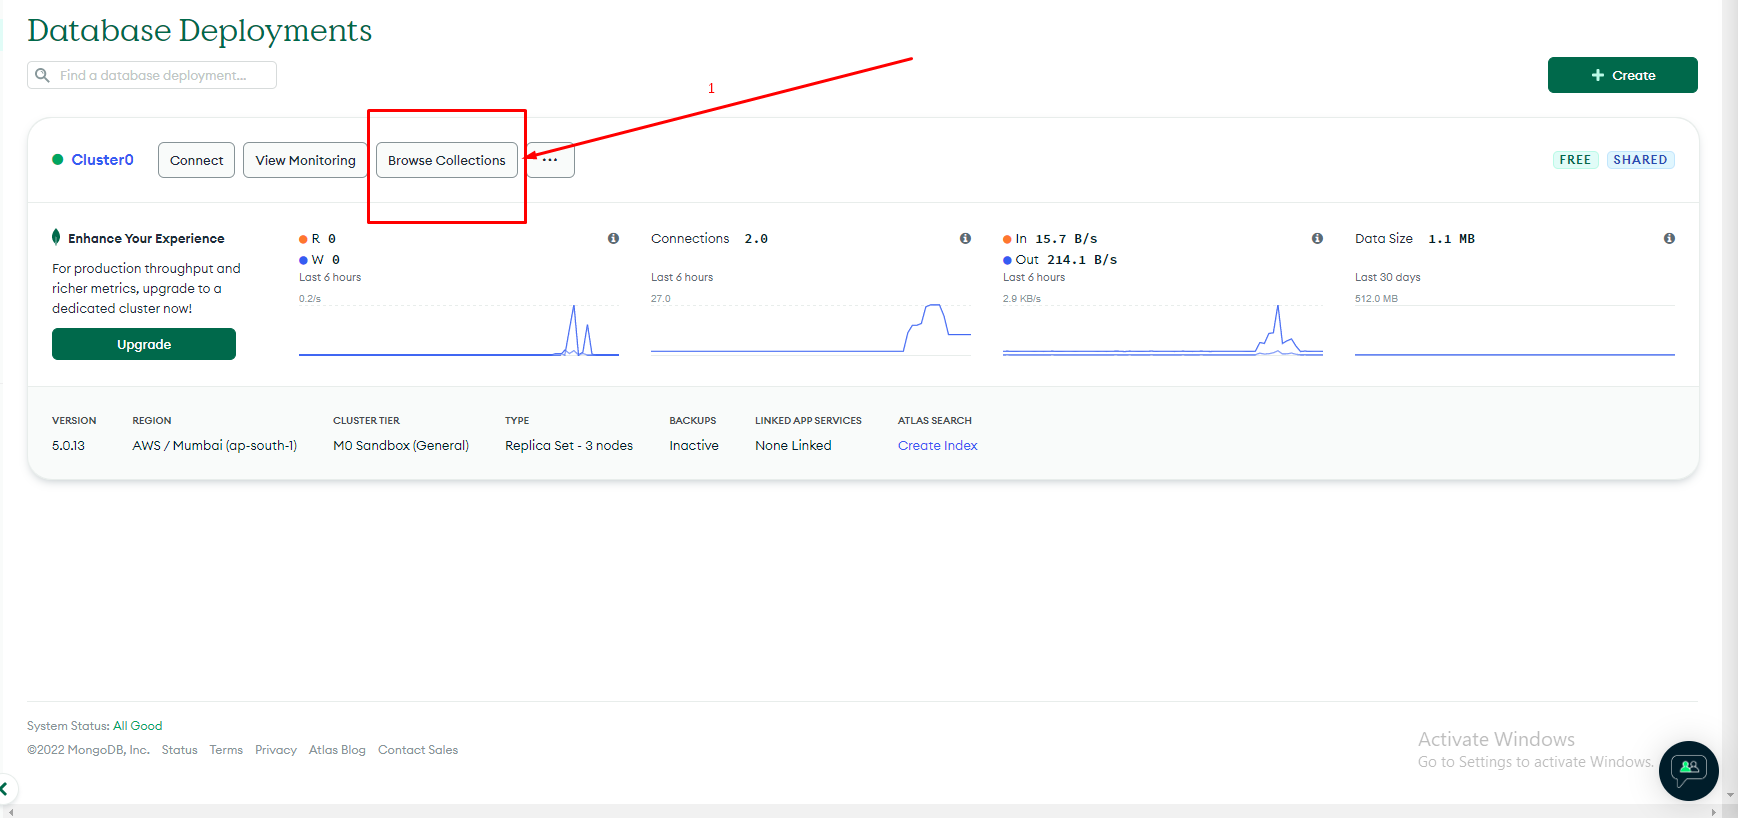 Database Deployments
Find a database deployment...
+ Create
1
Cluster0 Connect View Monitoring Browse Collections ... FREE SHARED
Enhance Your Experience
For production throughput and
richer metrics, upgrade to a
dedicated cluster now!
Upgrade
R 0
W 0
Last 6 hours
0.2/s
Connections 2.0
Last 6 hours
27.0
In 15.7 B/s
Out 214.1 B/s
Last 6 hours
2.9 KB/s
Data Size 1.1 MB
Last 30 days
512.0 MB
VERSION REGION CLUSTER TIER TYPE BACKUPS LINKED APP SERVICES ATLAS SEARCH
5.0.13 AWS / Mumbai (ap-south-1) M0 Sandbox (General) Replica Set - 3 nodes Inactive None Linked Create Index
System Status: All Good
©2022 MongoDB, Inc. Status Terms Privacy Atlas Blog Contact Sales
Activate Windows
Go to Settings to activate Windows.